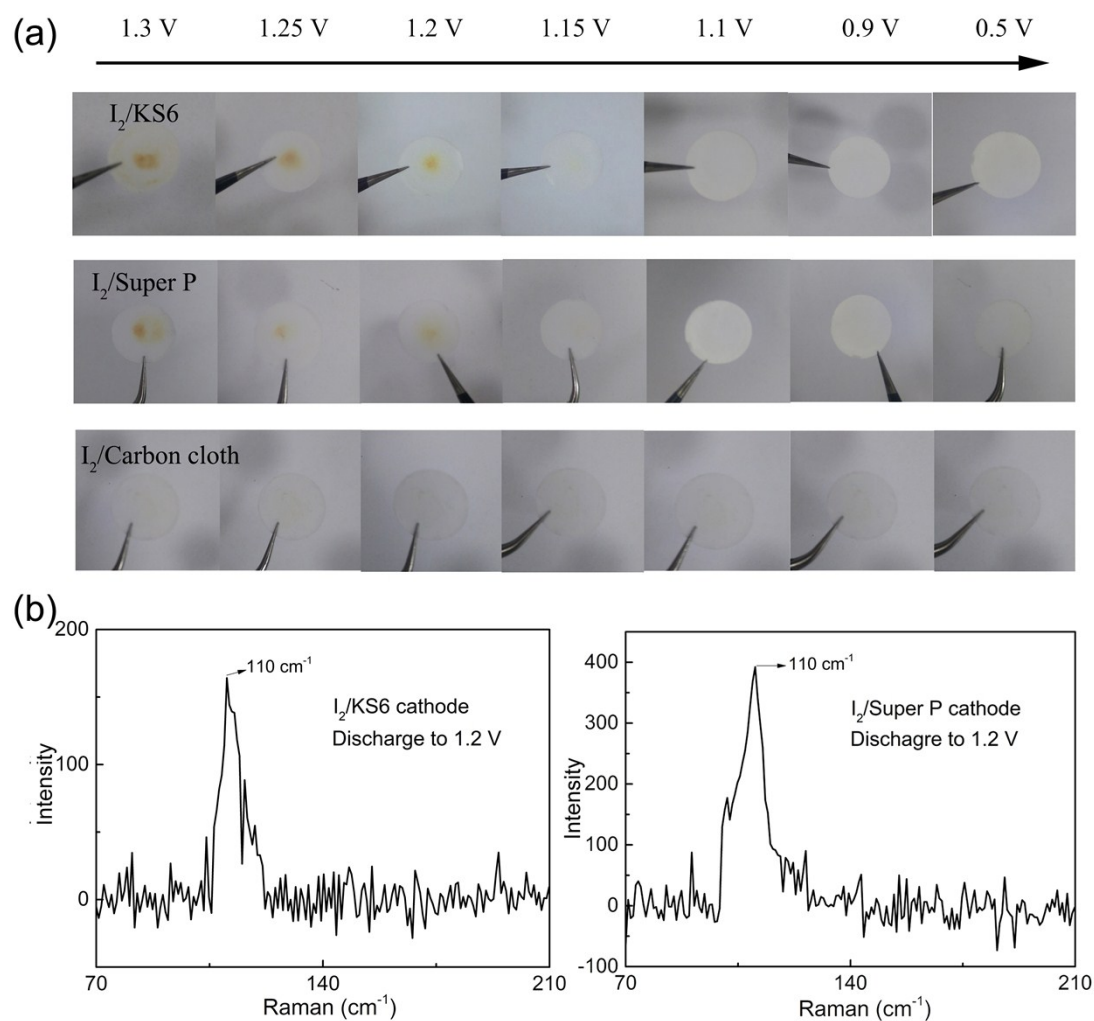 (a)
1.3 V 1.25 V 1.2 V 1.15 V 1.1 V 0.9 V 0.5 V
I₂/KS6
I₂/Super P
I₂/Carbon cloth
(b)
200
100
0
Intensity
110 cm⁻¹
I₂/KS6 cathode
Discharge to 1.2 V
70 140 210
Raman (cm⁻¹)
400
300
200
100
0
-100
Intensity
110 cm⁻¹
I₂/Super P cathode
Dischagre to 1.2 V
70 140 210
Raman (cm⁻¹)